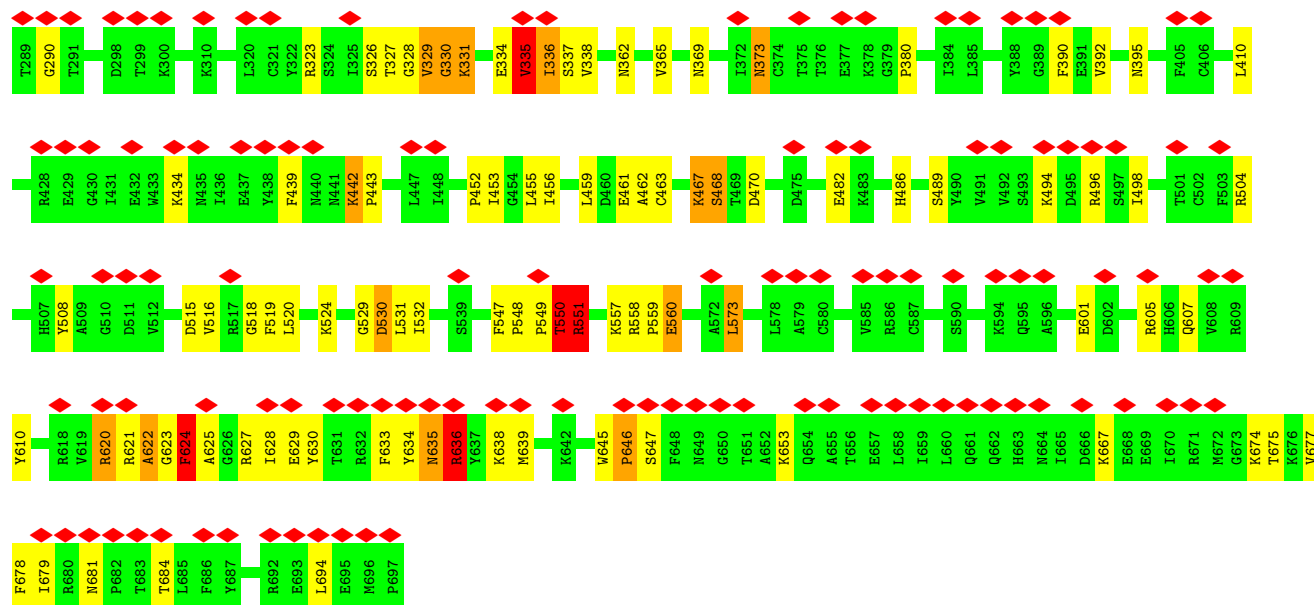 T289 G290 T291 D298 T299 K300 K310 L320 C321 Y322 R323 S324 I325 S326 T327 G328 V329 G330 K331 E334 V335 I336 S337 V338 N362 V365 N369 I372 N373 C374 T375 T376 E377 K378 G379 P380 I384 L385 Y388 G389 F390 E391 V392 N395 F405 C406 L410
R428 E429 G430 I431 E432 W433 K434 N435 I436 E437 Y438 F439 N440 N441 K442 P443 L447 I448 P452 I453 G454 L455 I456 L459 D460 E461 A462 C463 K467 S468 T469 D470 D475 E482 K483 H486 S489 Y490 V491 V492 S493 K494 D495 R496 S497 I498 T501 C502 F503 R504
H507 Y508 A509 G510 D511 V512 D515 V516 R517 G518 F519 L520 K524 G529 D530 L531 I532 S539 F547 P548 P549 T550 R551 K557 R558 P559 E560 A572 L573 L578 A579 C580 V585 R586 C587 S590 K594 Q595 A596 E601 D602 R605 H606 Q607 V608 R609
Y610 R618 V619 R620 R621 A622 G623 F624 A625 G626 R627 I628 E629 Y630 T631 R632 F633 Y634 N635 R636 Y637 K638 M639 K642 W645 P646 S647 F648 N649 G650 T651 A652 K653 Q654 A655 T656 E657 L658 I659 L660 Q661 Q662 H663 N664 I665 D666 K667 E668 E669 I670 R671 M672 G673 K674 T675 K676 V677
F678 I679 R680 N681 P682 T683 T684 L685 F686 Y687 R692 E693 L694 E695 M696 P697